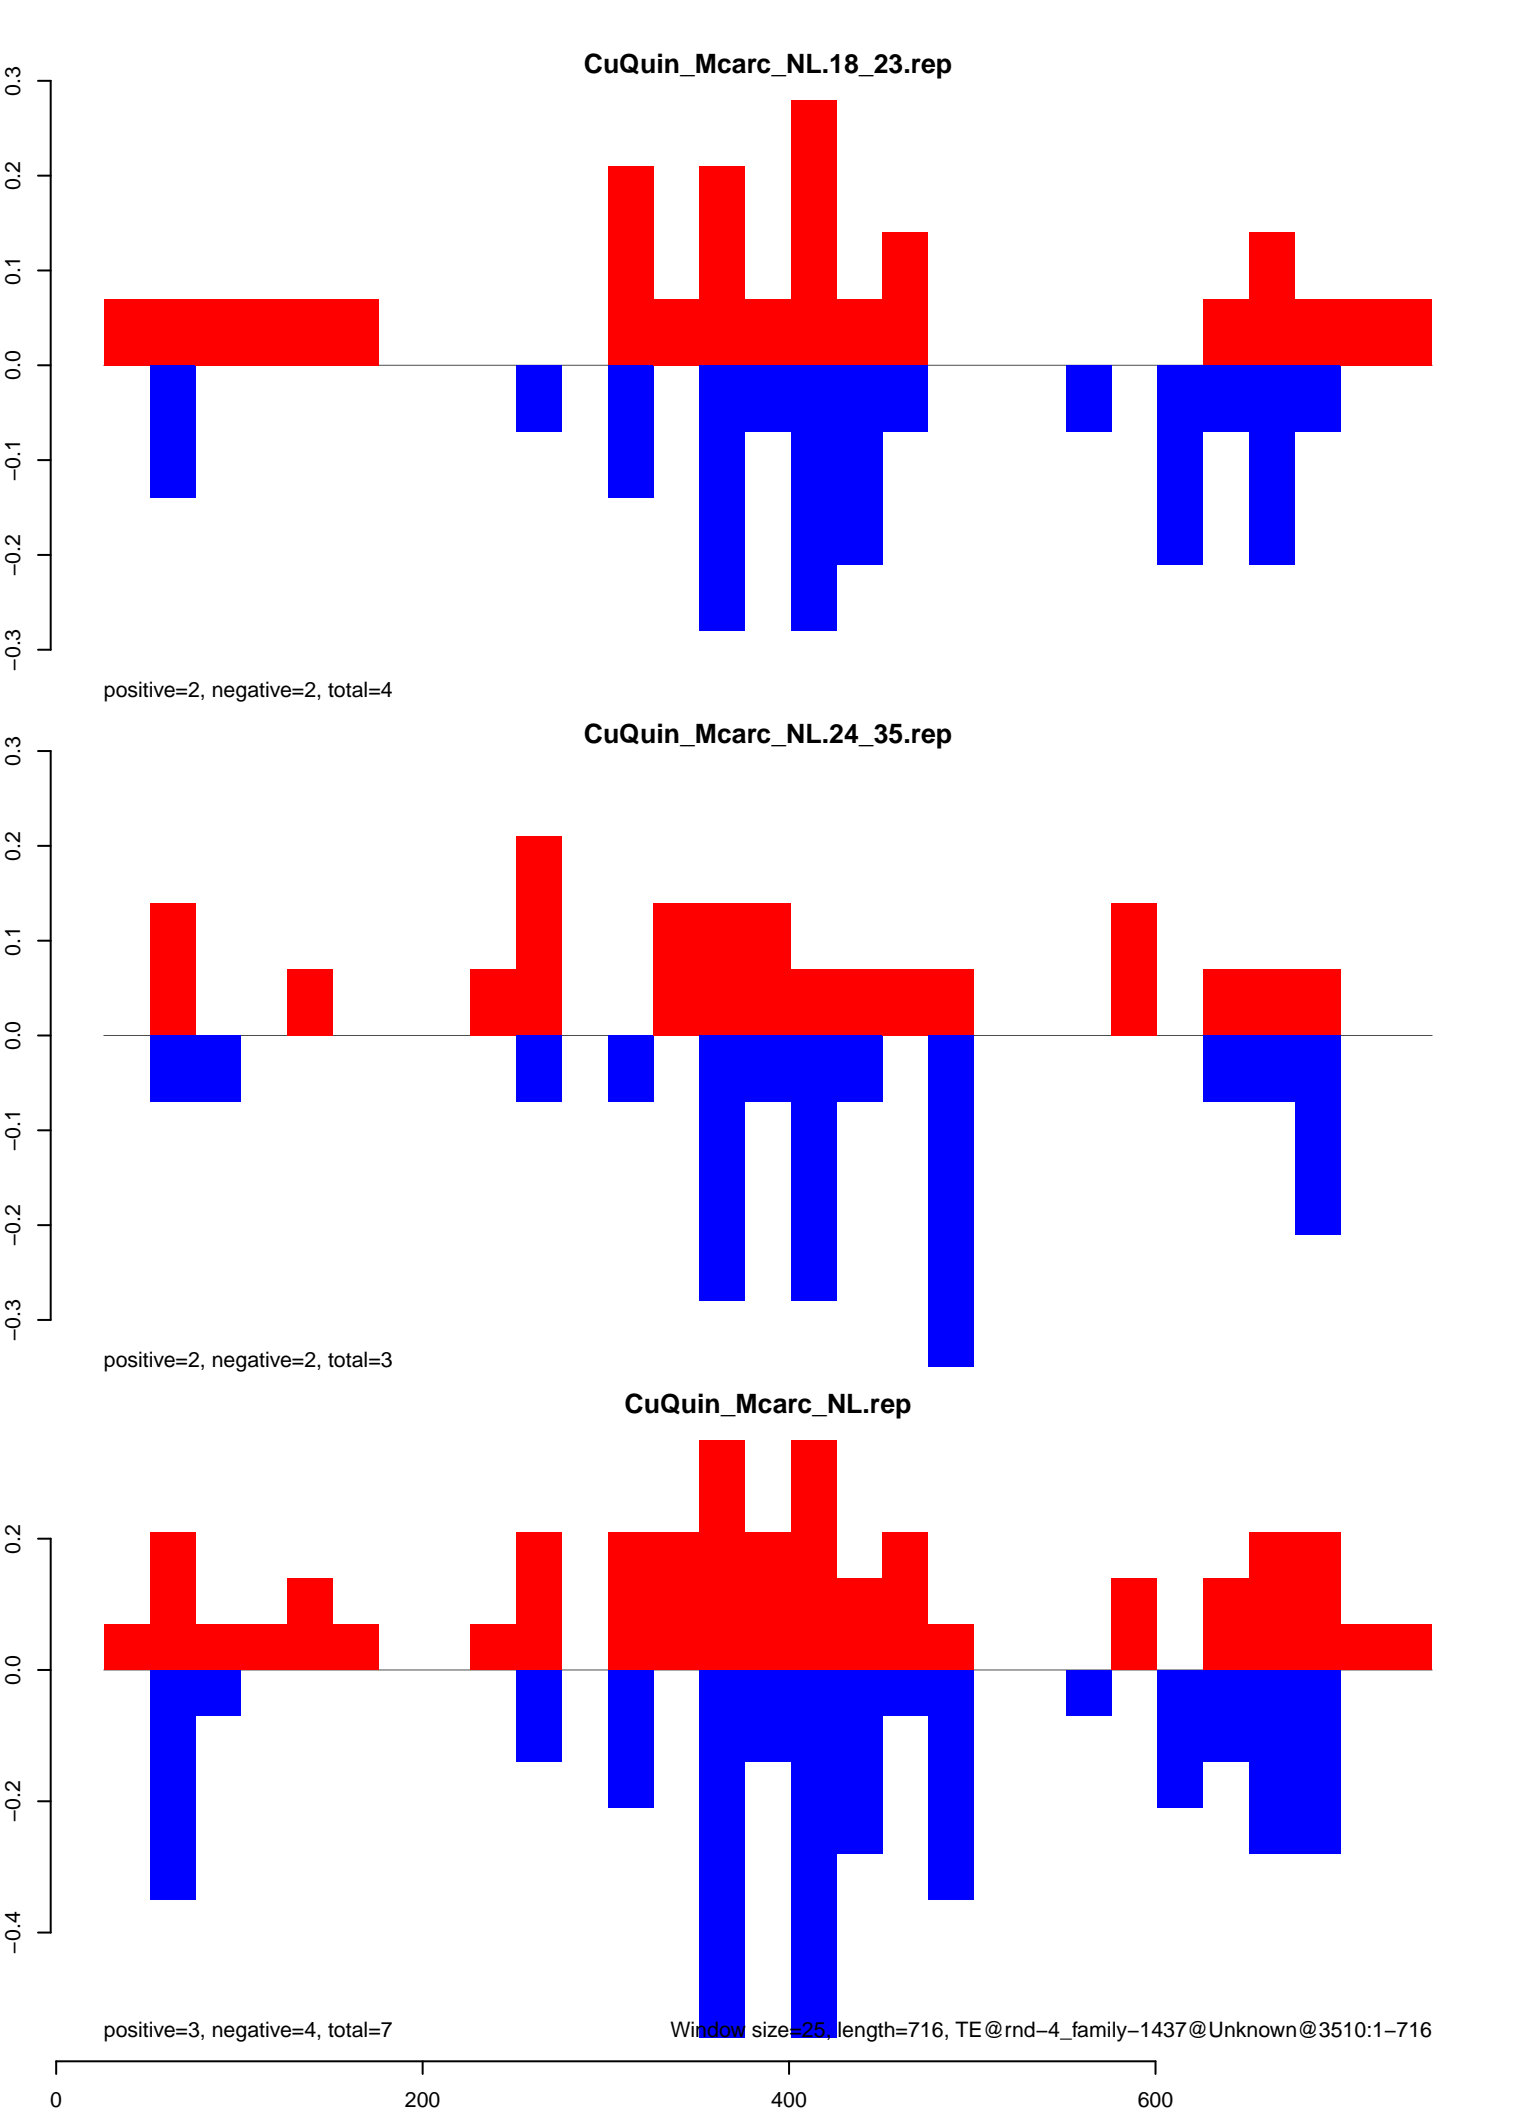 CuQuin_Mcarc_NL.18_23.rep
0.3
0.2
0.1
0.0
−0.1
−0.2
−0.3
positive=2, negative=2, total=4
CuQuin_Mcarc_NL.24_35.rep
0.3
0.2
0.1
0.0
−0.1
−0.2
−0.3
positive=2, negative=2, total=3
CuQuin_Mcarc_NL.rep
0.2
0.0
−0.2
−0.4
positive=3, negative=4, total=7
Window size=25, length=716, TE@rnd−4_family−1437@Unknown@3510:1−716
0 200 400 600